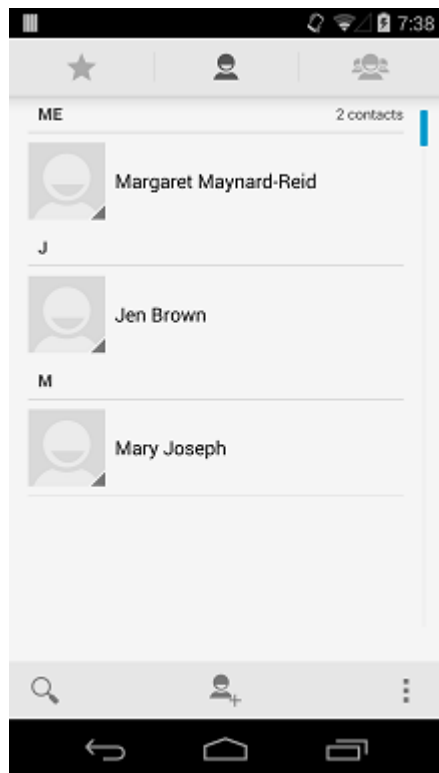 7:38
ME 2 contacts
Margaret Maynard-Reid
J
Jen Brown
M
Mary Joseph